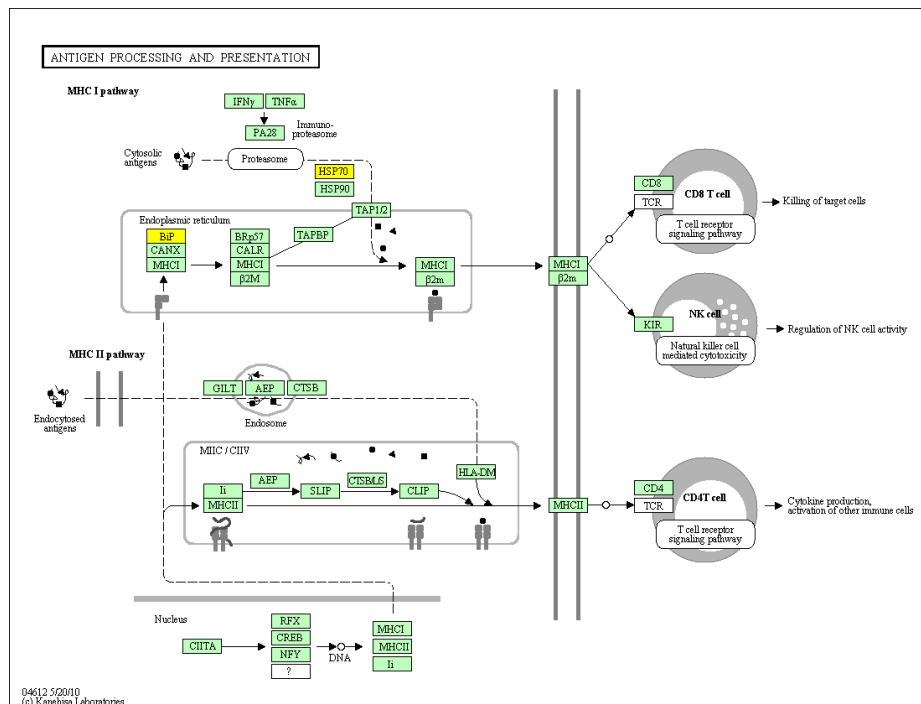 ANTIGEN PROCESSING AND PRESENTATION
MHC I pathway
IFNγ TNFα
PA28
Immuno-
proteasome
Cytosolic
antigens
Proteasome
HSP70
HSP90
TAP1/2
Endoplasmic reticulum
BiP
CANX
MHCI
BRp57
CALR
MHCI
β2M
TAPBP
MHCI
β2m
MHCI
β2m
CD8
TCR
CD8 T cell
T cell receptor
signaling pathway
Killing of target cells
KIR
NK cell
Natural killer cell
mediated cytotoxicity
Regulation of NK cell activity
MHC II pathway
Endocytosed
antigens
GILT AEP CTSB
Endosome
MIIC / CIIV
Ii
MHCII
AEP
SLIP
CTSB/L/S
CLIP
HLA-DM
MHCII
CD4
TCR
CD4T cell
T cell receptor
signaling pathway
Cytokine production,
activation of other immune cells
Nucleus
CIITA
RFX
CREB
NFY
?
DNA
MHCI
MHCII
Ii
04612 5/20/10
(c) Kanehisa Laboratories